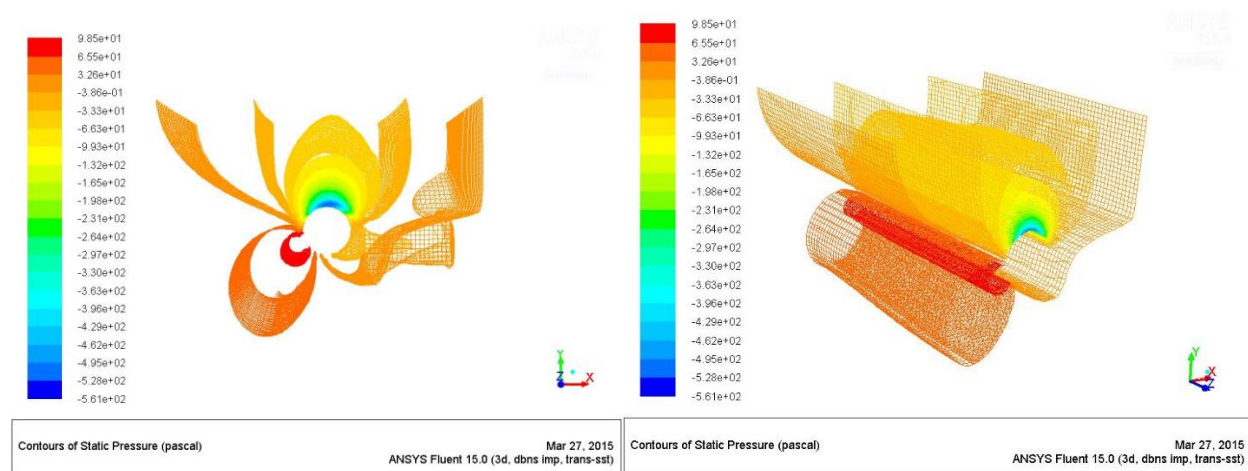 9.85e+01
6.55e+01
3.26e+01
-3.86e-01
-3.33e+01
-6.63e+01
-9.93e+01
-1.32e+02
-1.65e+02
-1.98e+02
-2.31e+02
-2.64e+02
-2.97e+02
-3.30e+02
-3.63e+02
-3.96e+02
-4.29e+02
-4.62e+02
-4.95e+02
-5.28e+02
-5.61e+02
Y
Z
X
Contours of Static Pressure (pascal)
Mar 27, 2015
ANSYS Fluent 15.0 (3d, dbns imp, trans-sst)
9.85e+01
6.55e+01
3.26e+01
-3.86e-01
-3.33e+01
-6.63e+01
-9.93e+01
-1.32e+02
-1.65e+02
-1.98e+02
-2.31e+02
-2.64e+02
-2.97e+02
-3.30e+02
-3.63e+02
-3.96e+02
-4.29e+02
-4.62e+02
-4.95e+02
-5.28e+02
-5.61e+02
Y
X
Z
Contours of Static Pressure (pascal)
Mar 27, 2015
ANSYS Fluent 15.0 (3d, dbns imp, trans-sst)